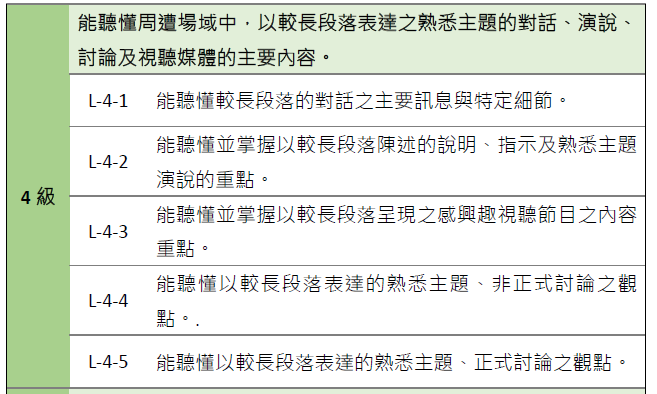 能聽懂周遭場域中，以較長段落表達之熟悉主題的對話、演說、
討論及視聽媒體的主要內容。
4 級
L-4-1 能聽懂較長段落的對話之主要訊息與特定細節。
L-4-2 能聽懂並掌握以較長段落陳述的說明、指示及熟悉主題
演說的重點。
L-4-3 能聽懂並掌握以較長段落呈現之感興趣視聽節目之內容
重點。
L-4-4 能聽懂以較長段落表達的熟悉主題、非正式討論之觀
點。.
L-4-5 能聽懂以較長段落表達的熟悉主題、正式討論之觀點。